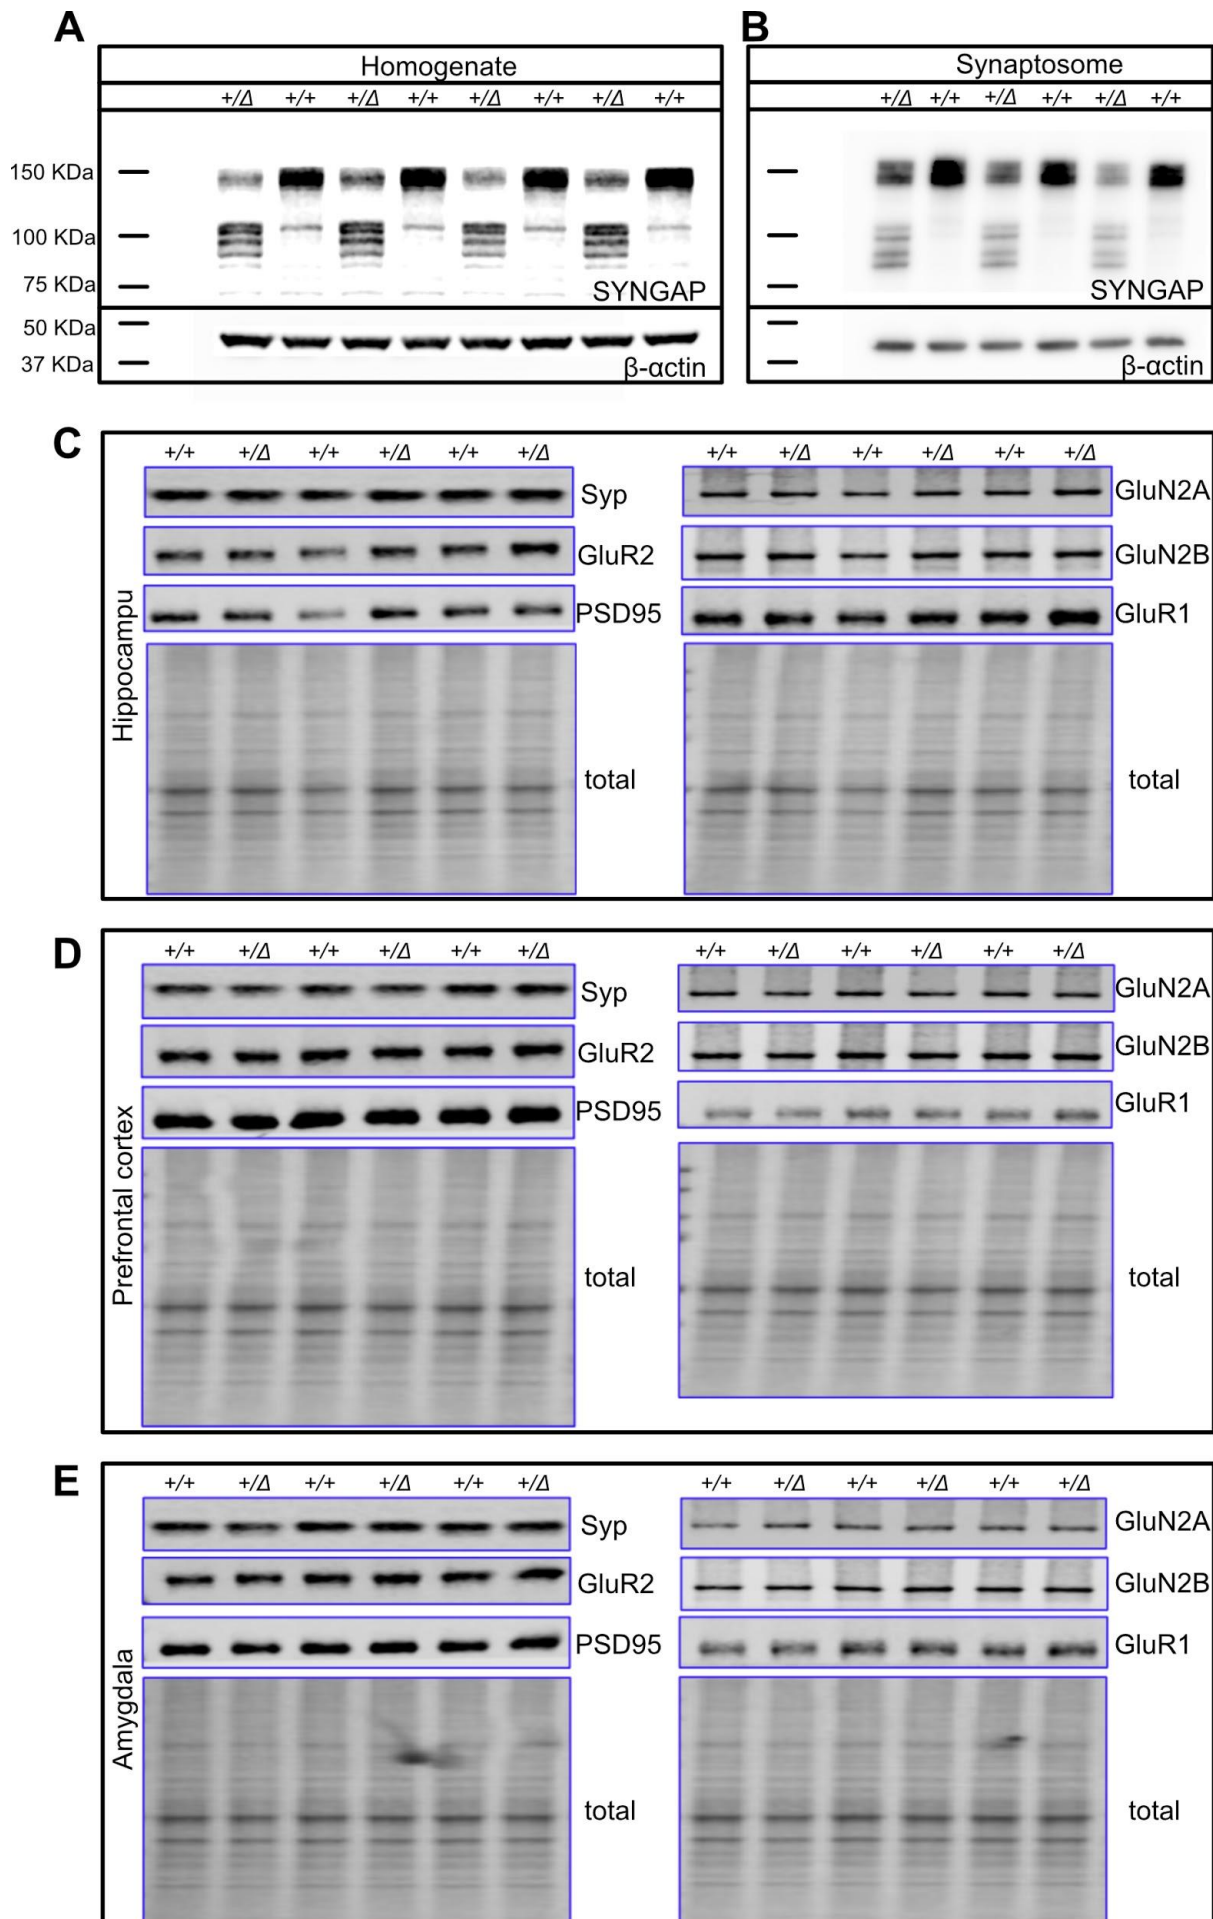 A
B
Homogenate
Synaptosome
+/Δ +/+ +/Δ +/+ +/Δ +/+ +/Δ +/+
+/Δ +/+ +/Δ +/+ +/Δ +/+
150 KDa
100 KDa
75 KDa
SYNGAP
SYNGAP
50 KDa
37 KDa
β-αctin
β-αctin
C
+/+ +/Δ +/+ +/Δ +/+ +/Δ
+/+ +/Δ +/+ +/Δ +/+ +/Δ
Syp
GluN2A
GluR2
GluN2B
PSD95
GluR1
Hippocampu
total
total
D
+/+ +/Δ +/+ +/Δ +/+ +/Δ
+/+ +/Δ +/+ +/Δ +/+ +/Δ
Syp
GluN2A
GluR2
GluN2B
PSD95
GluR1
Prefrontal cortex
total
total
E
+/+ +/Δ +/+ +/Δ +/+ +/Δ
+/+ +/Δ +/+ +/Δ +/+ +/Δ
Syp
GluN2A
GluR2
GluN2B
PSD95
GluR1
Amygdala
total
total